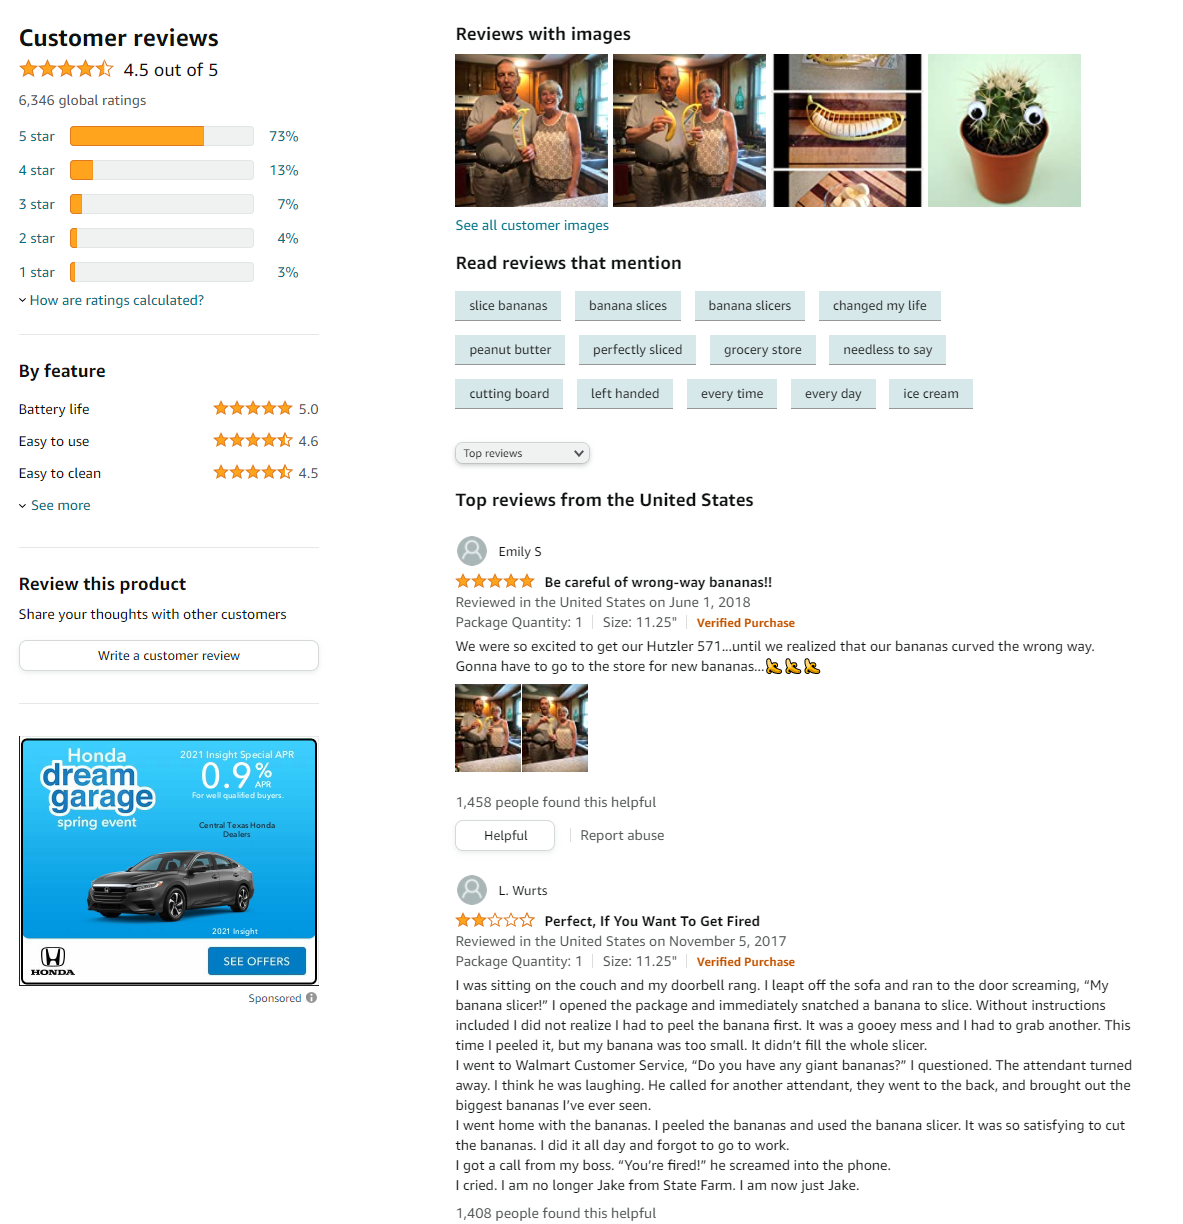 Customer reviews
4.5 out of 5
6,346 global ratings
5 star 73%
4 star 13%
3 star 7%
2 star 4%
1 star 3%
How are ratings calculated?
By feature
Battery life 5.0
Easy to use 4.6
Easy to clean 4.5
See more
Review this product
Share your thoughts with other customers
Write a customer review
Honda
dream
garage
spring event
2021 Insight Special APR
0.9%
APR
For well qualified buyers.
Central Texas Honda
Dealers
2021 Insight
HONDA
SEE OFFERS
Sponsored
Reviews with images
See all customer images
Read reviews that mention
slice bananas banana slices banana slicers changed my life
peanut butter perfectly sliced grocery store needless to say
cutting board left handed every time every day ice cream
Top reviews
Top reviews from the United States
Emily S
Be careful of wrong-way bananas!!
Reviewed in the United States on June 1, 2018
Package Quantity: 1 Size: 11.25" Verified Purchase
We were so excited to get our Hutzler 571...until we realized that our bananas curved the wrong way.
Gonna have to go to the store for new bananas...🍌🍌🍌
1,458 people found this helpful
Helpful Report abuse
L. Wurts
Perfect, If You Want To Get Fired
Reviewed in the United States on November 5, 2017
Package Quantity: 1 Size: 11.25" Verified Purchase
I was sitting on the couch and my doorbell rang. I leapt off the sofa and ran to the door screaming, “My
banana slicer!” I opened the package and immediately snatched a banana to slice. Without instructions
included I did not realize I had to peel the banana first. It was a gooey mess and I had to grab another. This
time I peeled it, but my banana was too small. It didn’t fill the whole slicer.
I went to Walmart Customer Service, “Do you have any giant bananas?” I questioned. The attendant turned
away. I think he was laughing. He called for another attendant, they went to the back, and brought out the
biggest bananas I’ve ever seen.
I went home with the bananas. I peeled the bananas and used the banana slicer. It was so satisfying to cut
the bananas. I did it all day and forgot to go to work.
I got a call from my boss. “You’re fired!” he screamed into the phone.
I cried. I am no longer Jake from State Farm. I am now just Jake.
1,408 people found this helpful